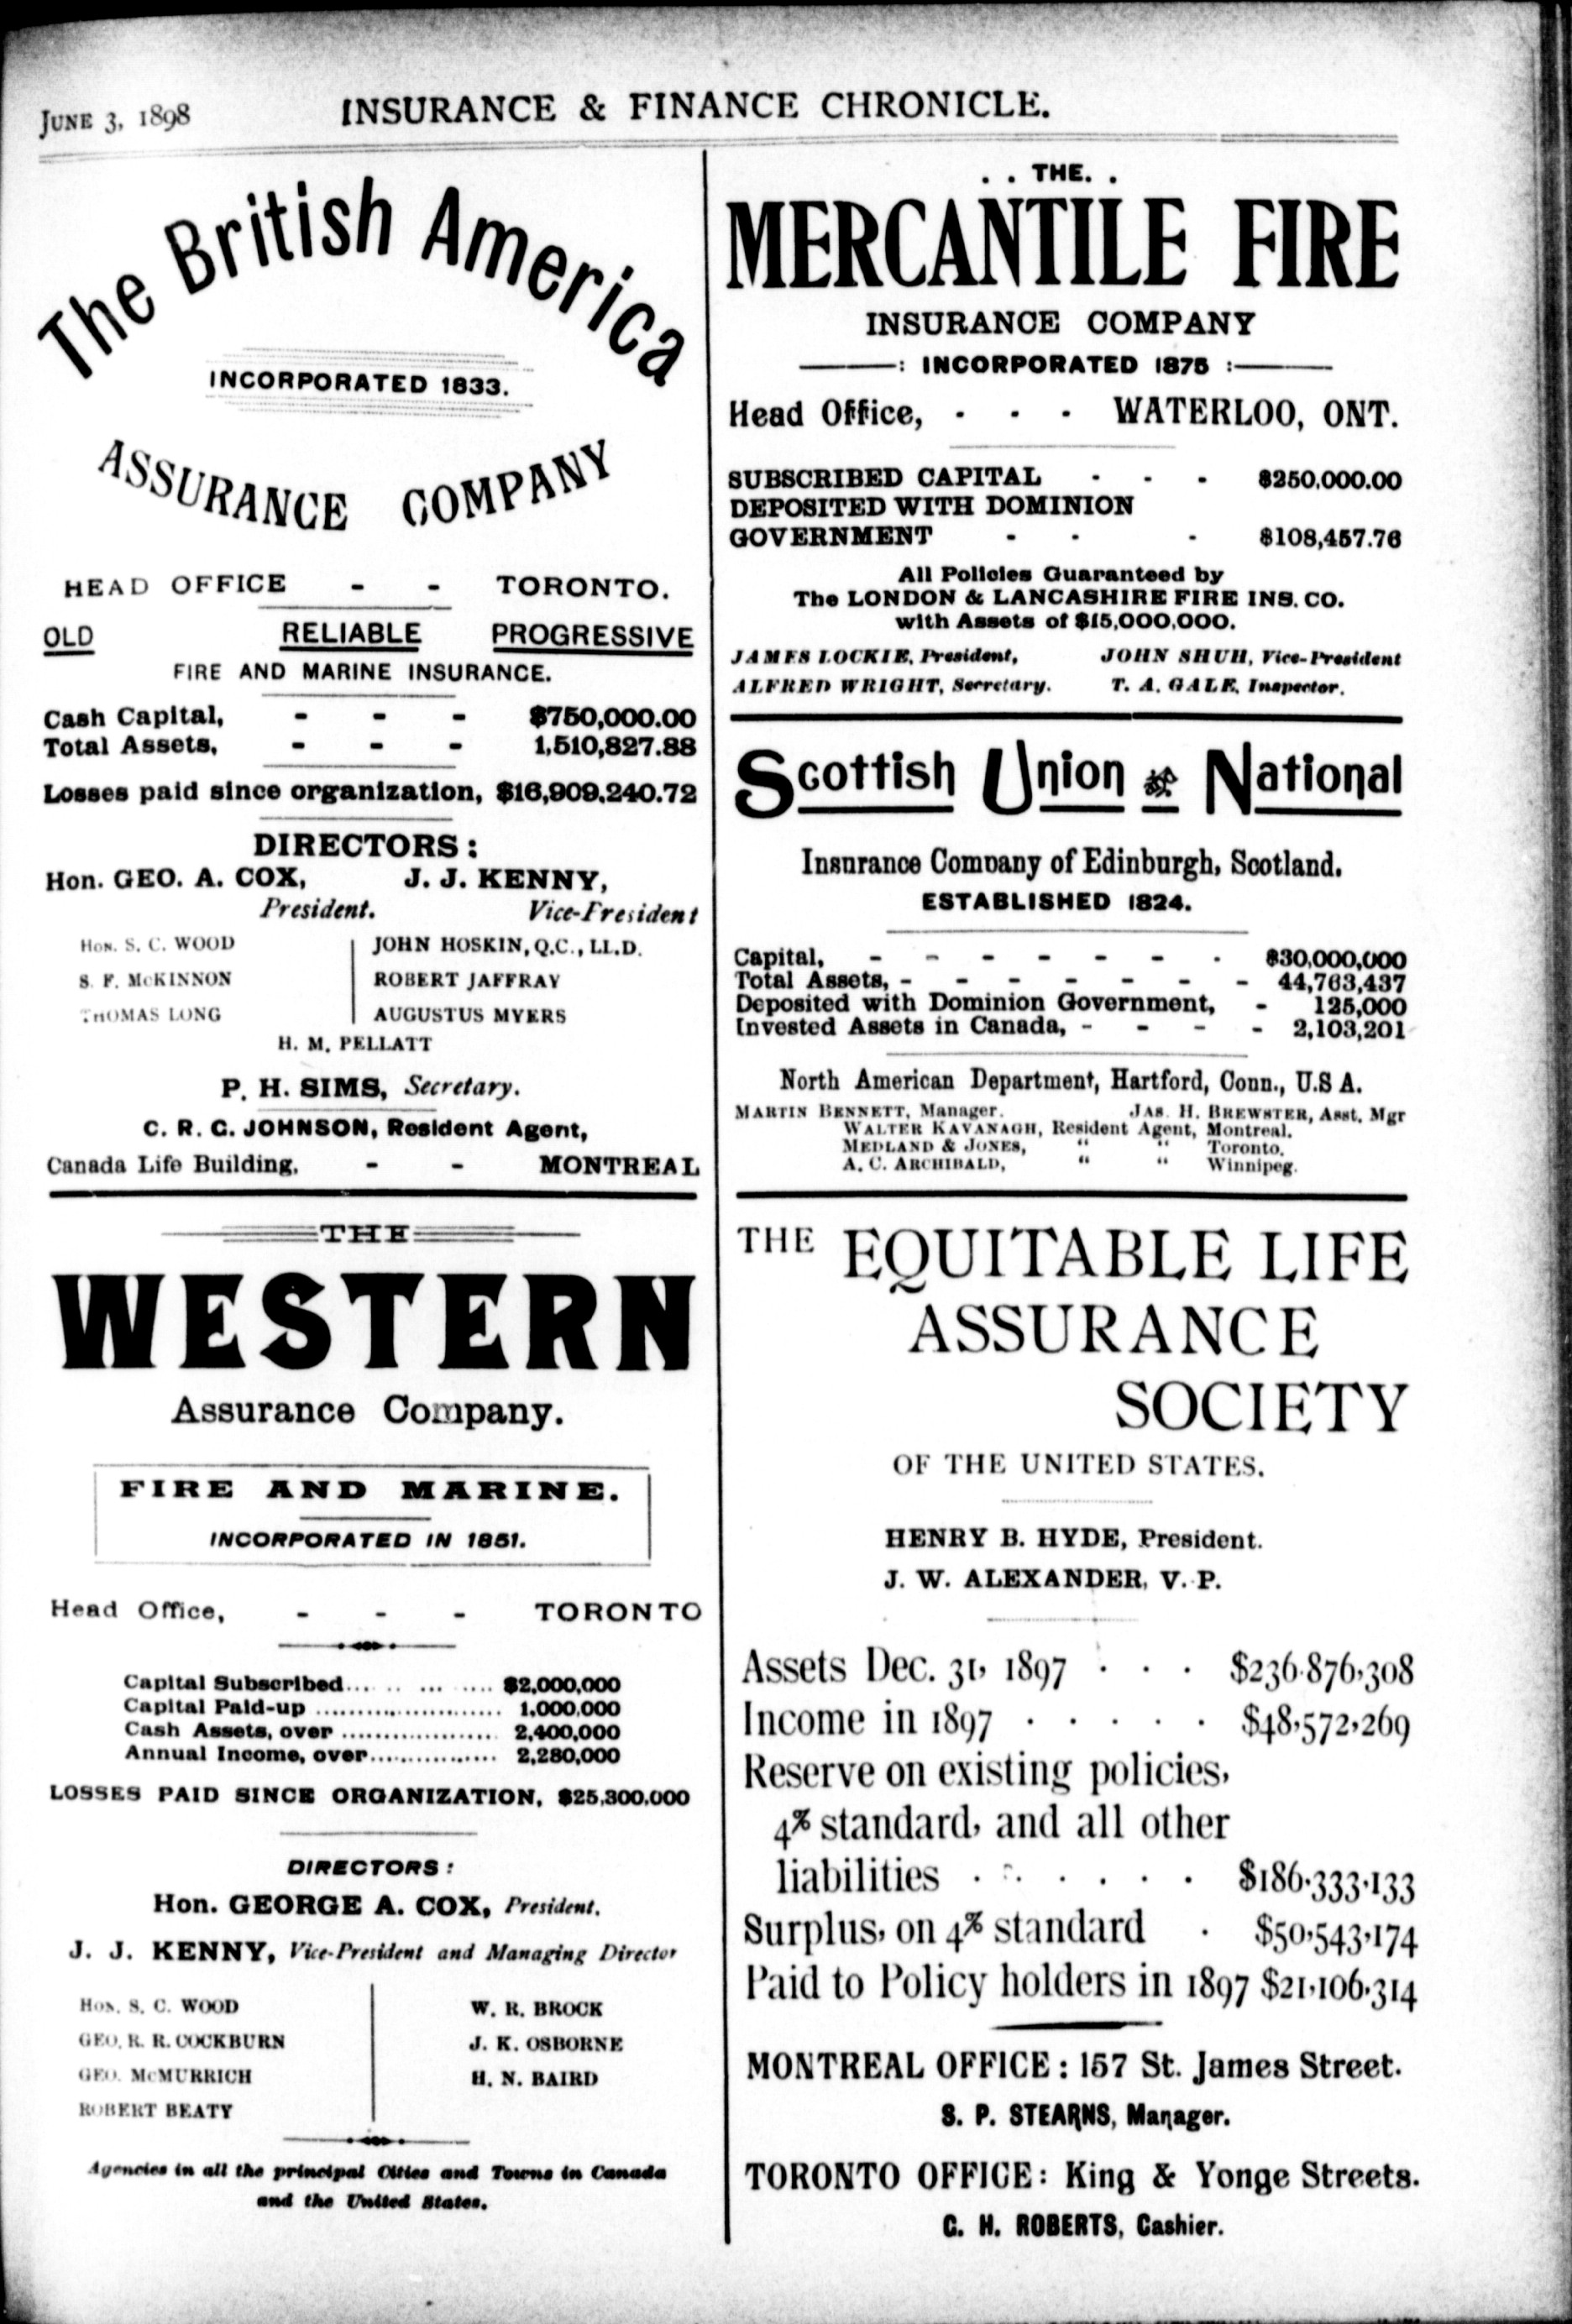 JUNE 3, 1898 INSURANCE & FINANCE CHRONICLE.
The British America
INCORPORATED 1833.
ASSURANCE COMPANY
HEAD OFFICE - - TORONTO.
OLD RELIABLE PROGRESSIVE
FIRE AND MARINE INSURANCE.
Cash Capital, - - - $750,000.00
Total Assets, - - - 1,510,827.88
Losses paid since organization, $16,909,240.72
DIRECTORS:
Hon. GEO. A. COX, J. J. KENNY,
President. Vice-President
HON. S. C. WOOD JOHN HOSKIN, Q.C., LL.D.
S. F. McKINNON ROBERT JAFFRAY
THOMAS LONG AUGUSTUS MYERS
H. M. PELLATT
P. H. SIMS, Secretary.
C. R. G. JOHNSON, Resident Agent,
Canada Life Building, - - MONTREAL
THE
WESTERN
Assurance Company.
FIRE AND MARINE.
INCORPORATED IN 1851.
Head Office, - - - TORONTO
Capital Subscribed................ $2,000,000
Capital Paid-up ........................ 1,000,000
Cash Assets, over .................... 2,400,000
Annual Income, over................ 2,280,000
LOSSES PAID SINCE ORGANIZATION, $25,300,000
DIRECTORS:
Hon. GEORGE A. COX, President.
J. J. KENNY, Vice-President and Managing Director
HON. S. C. WOOD W. R. BROCK
GEO. R. R. COCKBURN J. K. OSBORNE
GEO. McMURRICH H. N. BAIRD
ROBERT BEATY
Agencies in all the principal Cities and Towns in Canada
and the United States.
. . THE. .
MERCANTILE FIRE
INSURANCE COMPANY
: INCORPORATED 1875 :
Head Office, - - - WATERLOO, ONT.
SUBSCRIBED CAPITAL - - - $250,000.00
DEPOSITED WITH DOMINION
GOVERNMENT - - - $108,457.76
All Policies Guaranteed by
The LONDON & LANCASHIRE FIRE INS. CO.
with Assets of $15,000,000.
JAMES LOCKIE, President, JOHN SHUH, Vice-President
ALFRED WRIGHT, Secretary. T. A. GALE, Inspector.
Scottish Union & National
Insurance Company of Edinburgh, Scotland.
ESTABLISHED 1824.
Capital, - - - - - - - $30,000,000
Total Assets, - - - - - - - 44,763,437
Deposited with Dominion Government, - 125,000
Invested Assets in Canada, - - - - 2,103,201
North American Department, Hartford, Conn., U.S A.
MARTIN BENNETT, Manager. JAS. H. BREWSTER, Asst. Mgr
WALTER KAVANAGH, Resident Agent, Montreal.
MEDLAND & JONES, " " Toronto.
A. C. ARCHIBALD, " " Winnipeg.
THE EQUITABLE LIFE
ASSURANCE
SOCIETY
OF THE UNITED STATES.
HENRY B. HYDE, President.
J. W. ALEXANDER, V. P.
Assets Dec. 31, 1897 . . . $236,876,308
Income in 1897 . . . . . $48,572,269
Reserve on existing policies,
4% standard, and all other
liabilities . . . . . . $186,333,133
Surplus, on 4% standard . $50,543,174
Paid to Policy holders in 1897 $21,106,314
MONTREAL OFFICE: 157 St. James Street.
S. P. STEARNS, Manager.
TORONTO OFFICE: King & Yonge Streets.
C. H. ROBERTS, Cashier.